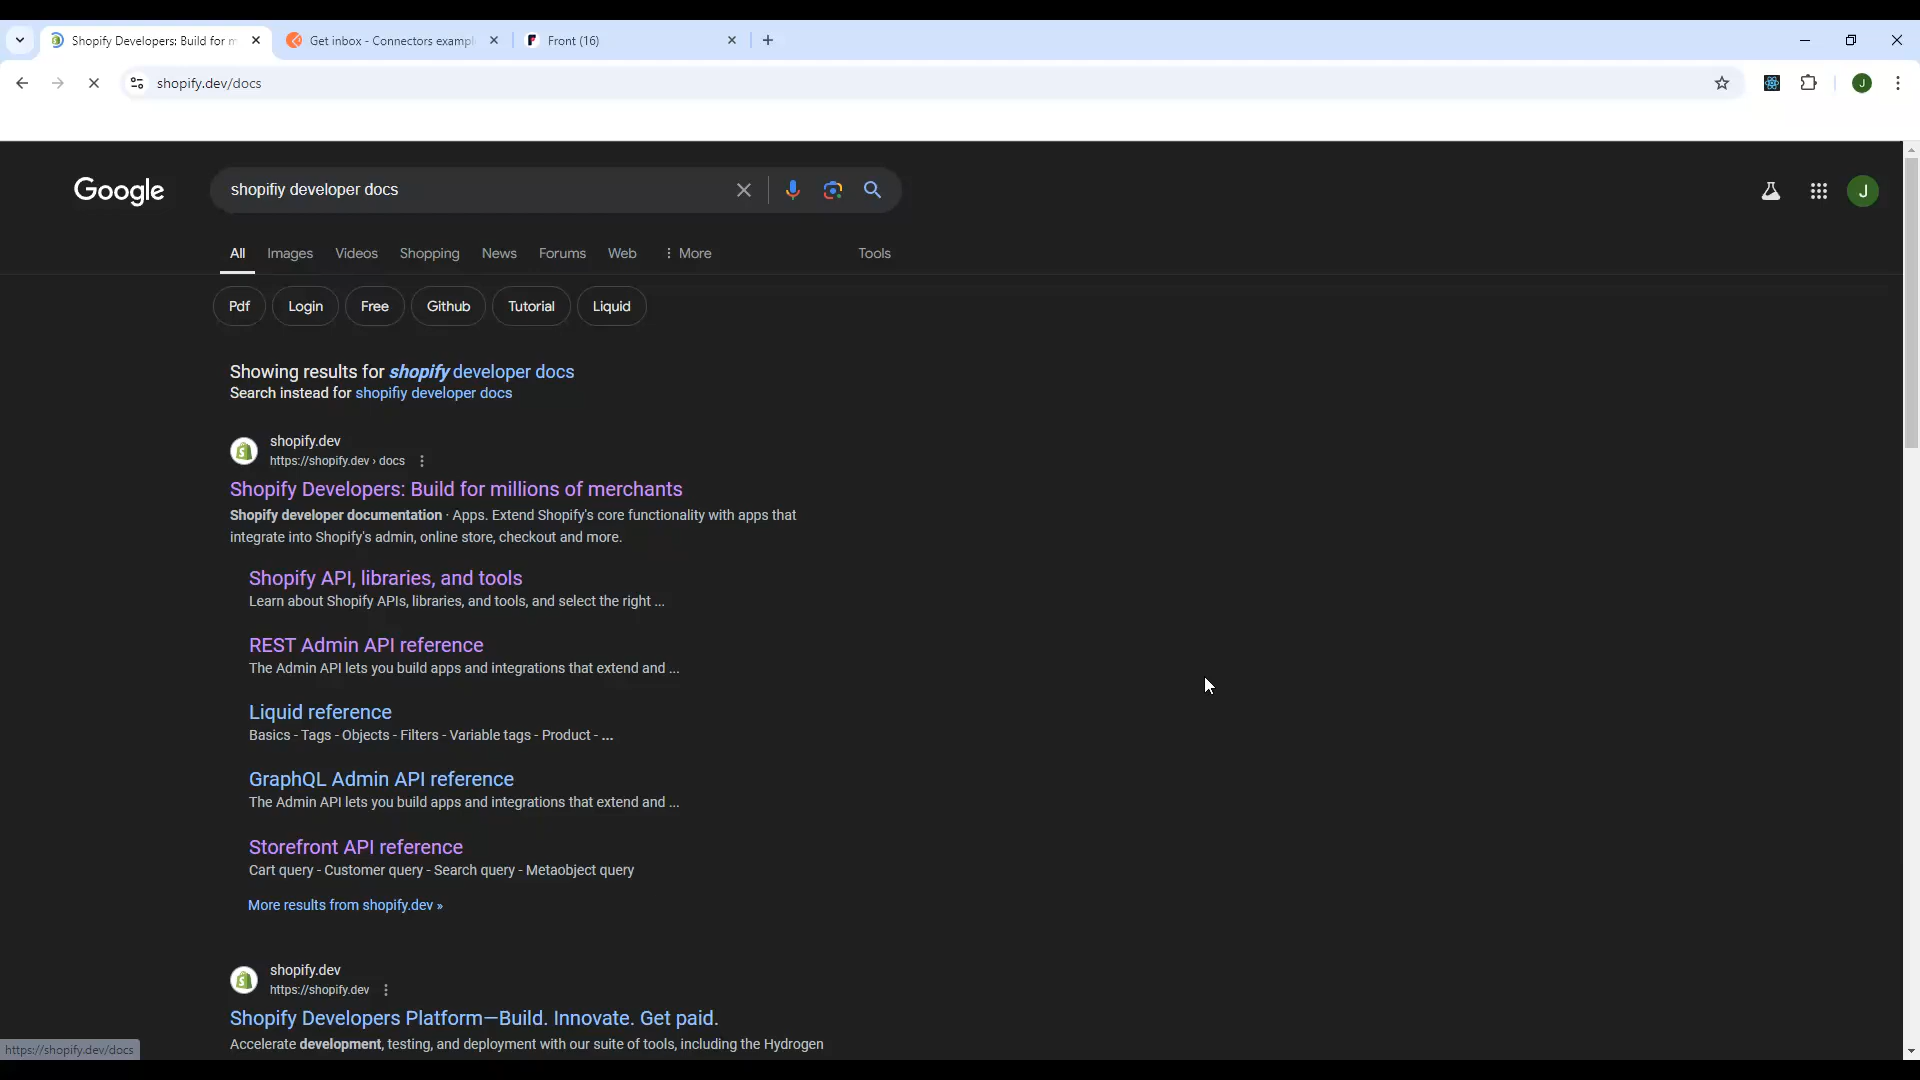 Shopify Developers: Build for m
Get inbox - Connectors exampl
Front (16)
shopify.dev/docs
J
Google
shopifiy developer docs
J
All
Images
Videos
Shopping
News
Forums
Web
More
Tools
Pdf
Login
Free
Github
Tutorial
Liquid
Showing results for shopify developer docs
Search instead for shopifiy developer docs
shopify.dev
https://shopify.dev › docs
Shopify Developers: Build for millions of merchants
Shopify developer documentation · Apps. Extend Shopify's core functionality with apps that
integrate into Shopify's admin, online store, checkout and more.
Shopify API, libraries, and tools
Learn about Shopify APIs, libraries, and tools, and select the right ...
REST Admin API reference
The Admin API lets you build apps and integrations that extend and ...
Liquid reference
Basics - Tags - Objects - Filters - Variable tags - Product - ...
GraphQL Admin API reference
The Admin API lets you build apps and integrations that extend and ...
Storefront API reference
Cart query - Customer query - Search query - Metaobject query
More results from shopify.dev »
shopify.dev
https://shopify.dev
Shopify Developers Platform—Build. Innovate. Get paid.
Accelerate development, testing, and deployment with our suite of tools, including the Hydrogen
https://shopify.dev/docs